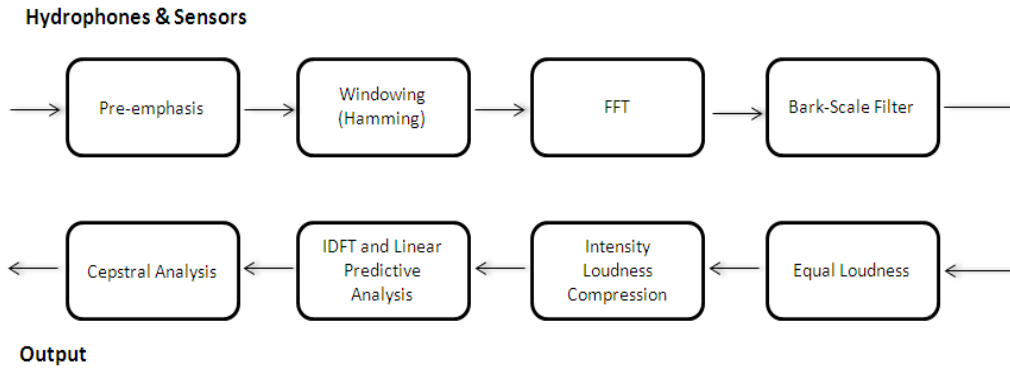 Hydrophones & Sensors
Pre-emphasis
Windowing
(Hamming)
FFT
Bark-Scale Filter
Cepstral Analysis
IDFT and Linear
Predictive
Analysis
Intensity
Loudness
Compression
Equal Loudness
Output